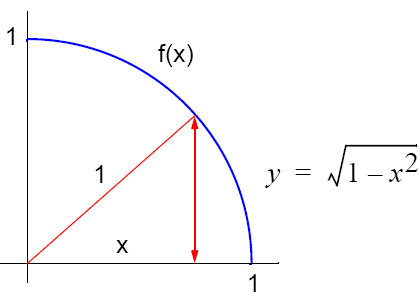 1
f(x)
1
y = √1 – x²
x
1